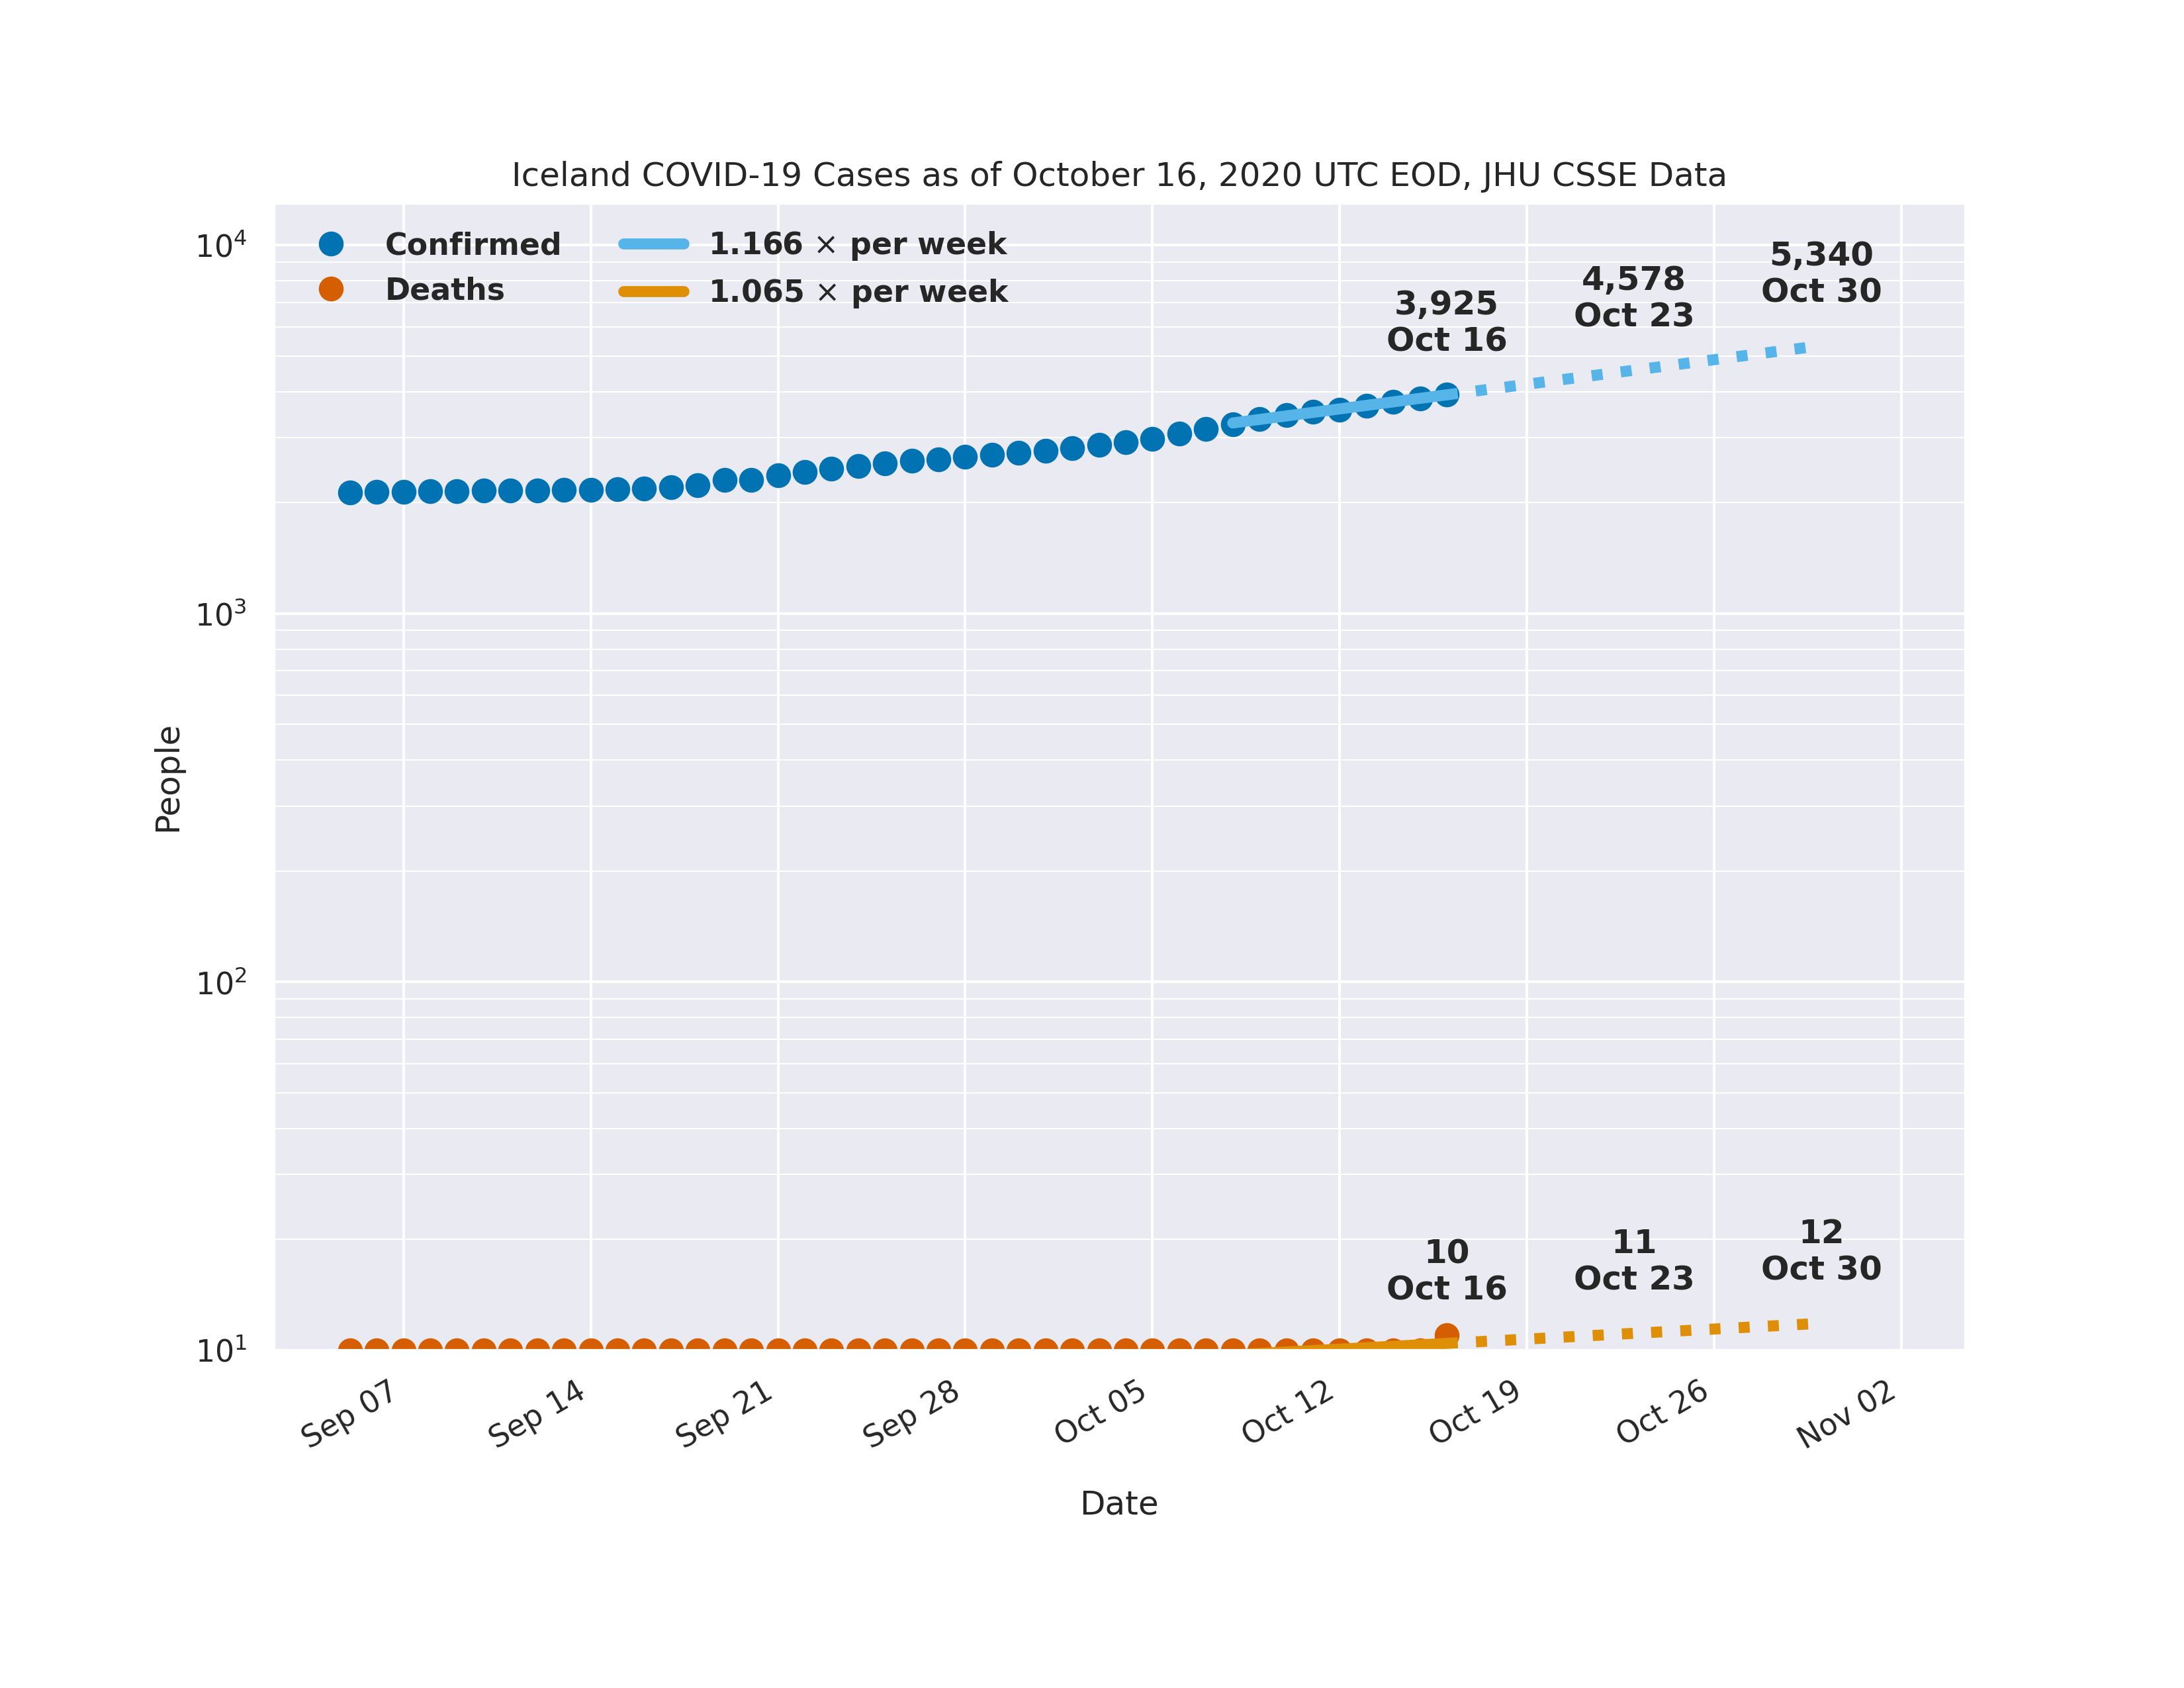 Iceland COVID-19 Cases as of October 16, 2020 UTC EOD, JHU CSSE Data
Confirmed
Deaths
1.166 × per week
1.065 × per week
3,925
Oct 16
4,578
Oct 23
5,340
Oct 30
10⁴
10³
10²
10¹
People
10
Oct 16
11
Oct 23
12
Oct 30
Sep 07
Sep 14
Sep 21
Sep 28
Oct 05
Oct 12
Oct 19
Oct 26
Nov 02
Date